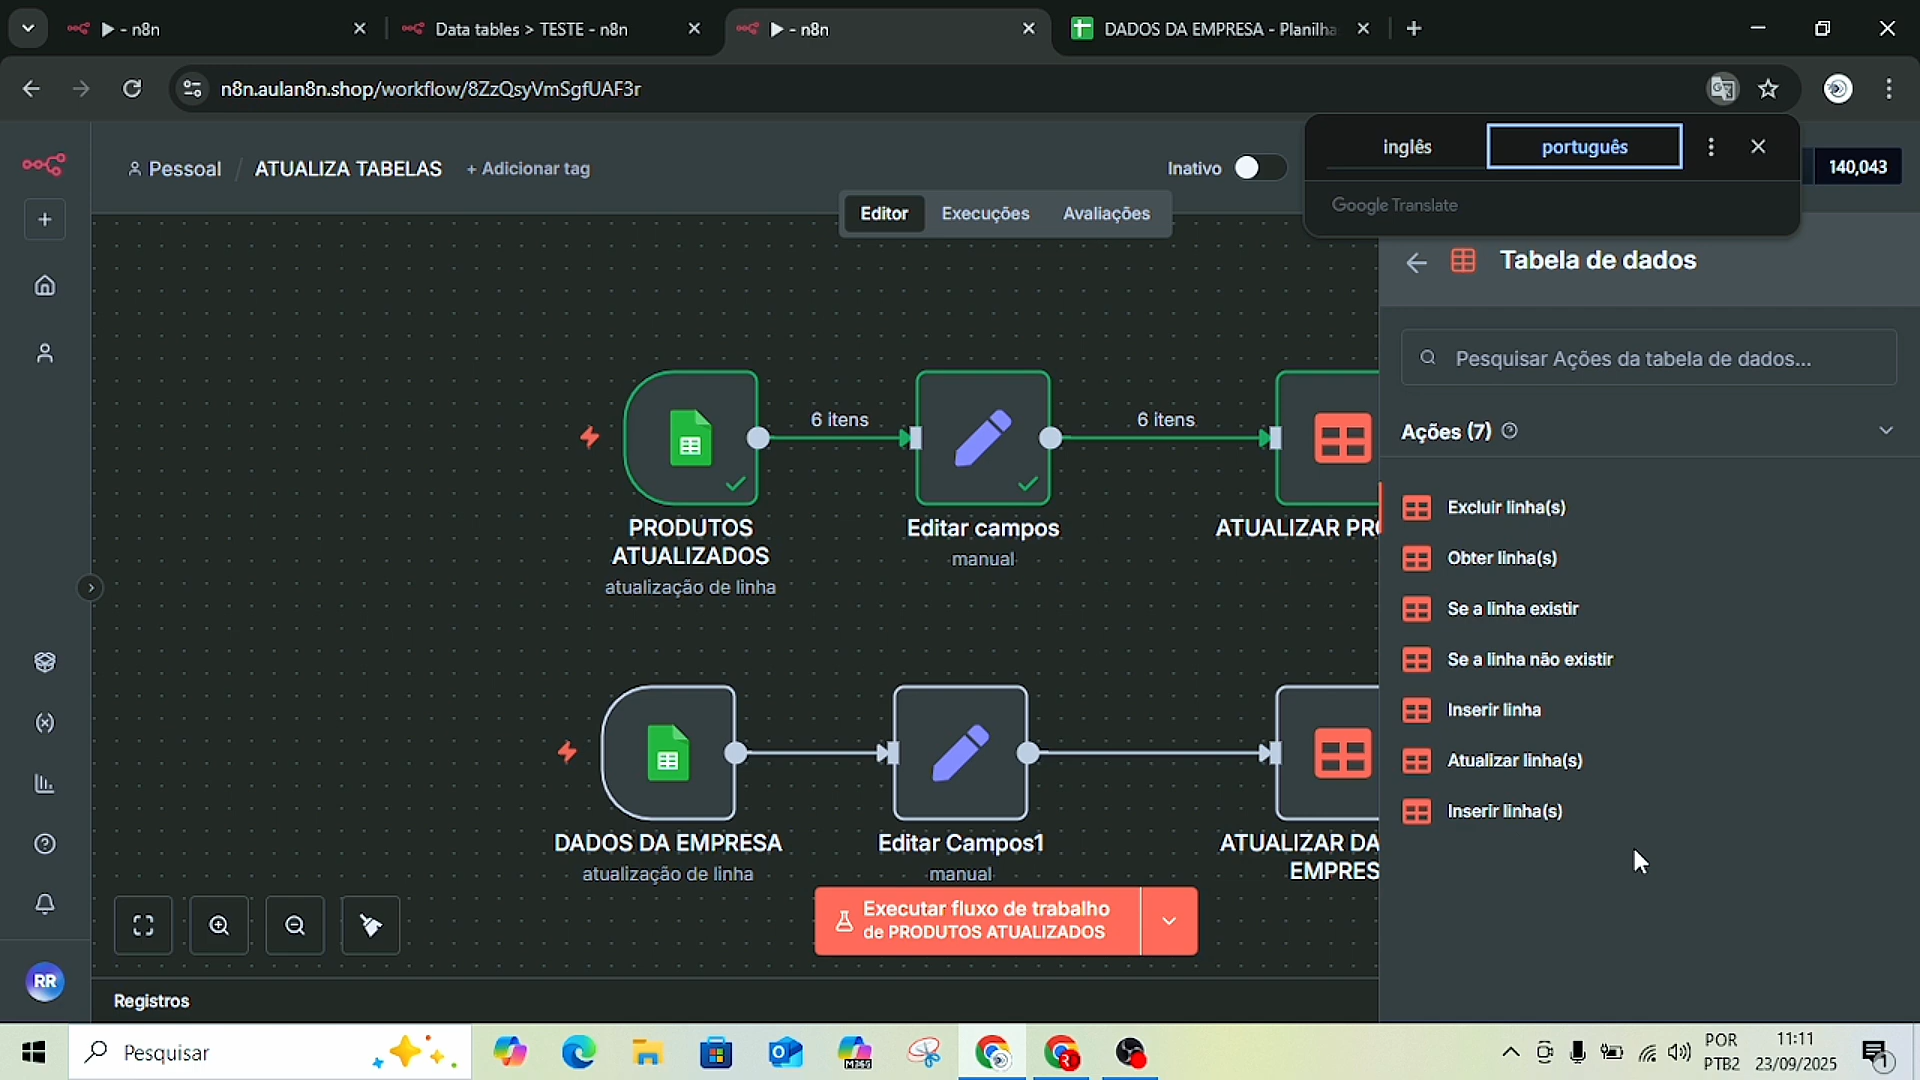 ▶ - n8n
Data tables > TESTE - n8n
▶ - n8n
DADOS DA EMPRESA - Planilha
n8n.aulan8n.shop/workflow/8ZzQsyVmSgfUAF3r
inglês
português
Google Translate
Pessoal / ATUALIZA TABELAS + Adicionar tag
Inativo
140,043
Editor
Execuções
Avaliações
Tabela de dados
Pesquisar Ações da tabela de dados...
Ações (7)
Excluir linha(s)
Obter linha(s)
Se a linha existir
Se a linha não existir
Inserir linha
Atualizar linha(s)
Inserir linha(s)
6 itens
6 itens
PRODUTOS
ATUALIZADOS
atualização de linha
Editar campos
manual
ATUALIZAR PRO
DADOS DA EMPRESA
atualização de linha
Editar Campos1
manual
ATUALIZAR DA
EMPRES
Executar fluxo de trabalho
de PRODUTOS ATUALIZADOS
RR
Registros
Pesquisar
M365
R
POR
PTB2
11:11
23/09/2025
1